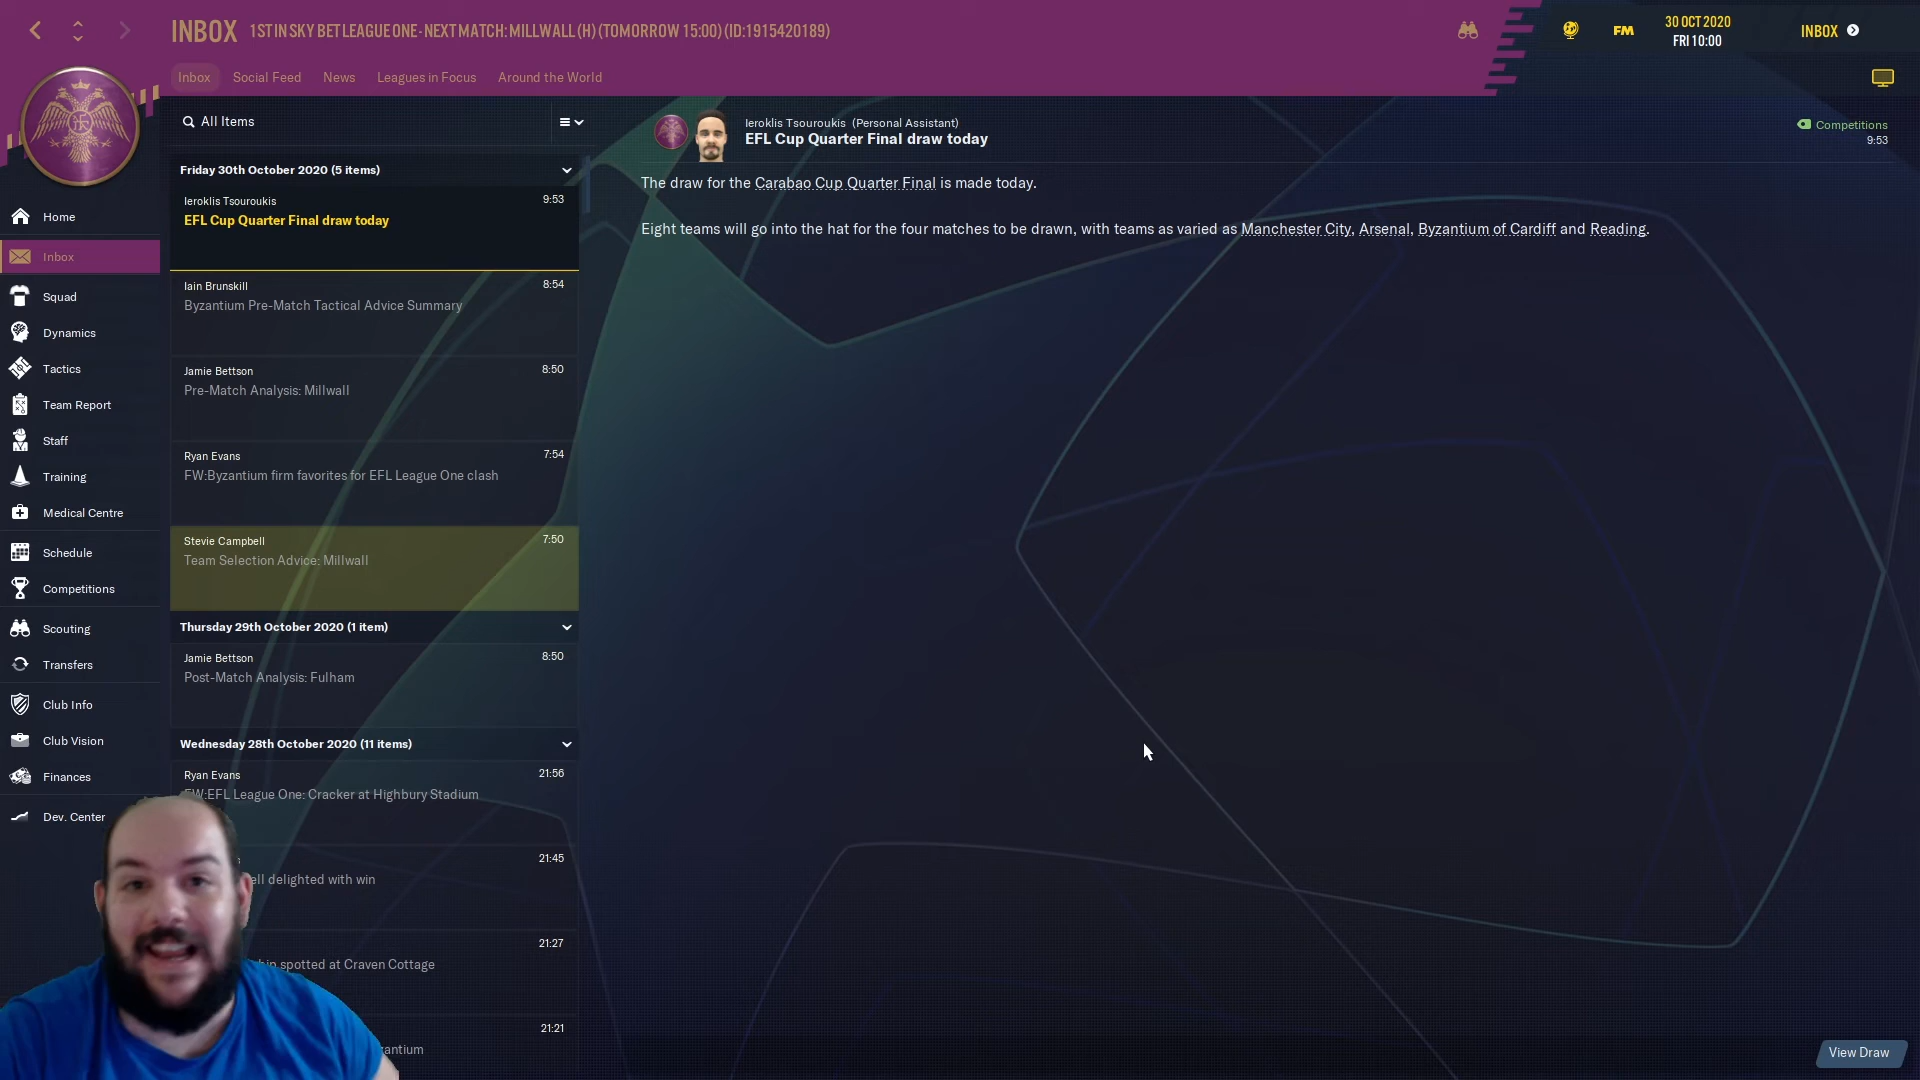 INBOX
1ST IN SKY BET LEAGUE ONE - NEXT MATCH: MILLWALL (H) (TOMORROW 15:00) (ID:1915420189)
FM
30 OCT 2020
FRI 10:00
INBOX
Inbox
Social Feed
News
Leagues in Focus
Around the World
Home
Inbox
Squad
Dynamics
Tactics
Team Report
Staff
Training
Medical Centre
Schedule
Competitions
Scouting
Transfers
Club Info
Club Vision
Finances
Dev. Center
All Items
Friday 30th October 2020 (5 items)
Ieroklis Tsouroukis 9:53
EFL Cup Quarter Final draw today
Iain Brunskill 8:54
Byzantium Pre-Match Tactical Advice Summary
Jamie Bettson 8:50
Pre-Match Analysis: Millwall
Ryan Evans 7:54
FW:Byzantium firm favorites for EFL League One clash
Stevie Campbell 7:50
Team Selection Advice: Millwall
Thursday 29th October 2020 (1 item)
Jamie Bettson 8:50
Post-Match Analysis: Fulham
Wednesday 28th October 2020 (11 items)
Ryan Evans 21:56
FW:EFL League One: Cracker at Highbury Stadium
21:45
delighted with win
21:27
spotted at Craven Cottage
21:21
Ieroklis Tsouroukis (Personal Assistant)
EFL Cup Quarter Final draw today
Competitions
9:53
The draw for the Carabao Cup Quarter Final is made today.
Eight teams will go into the hat for the four matches to be drawn, with teams as varied as Manchester City, Arsenal, Byzantium of Cardiff and Reading.
View Draw